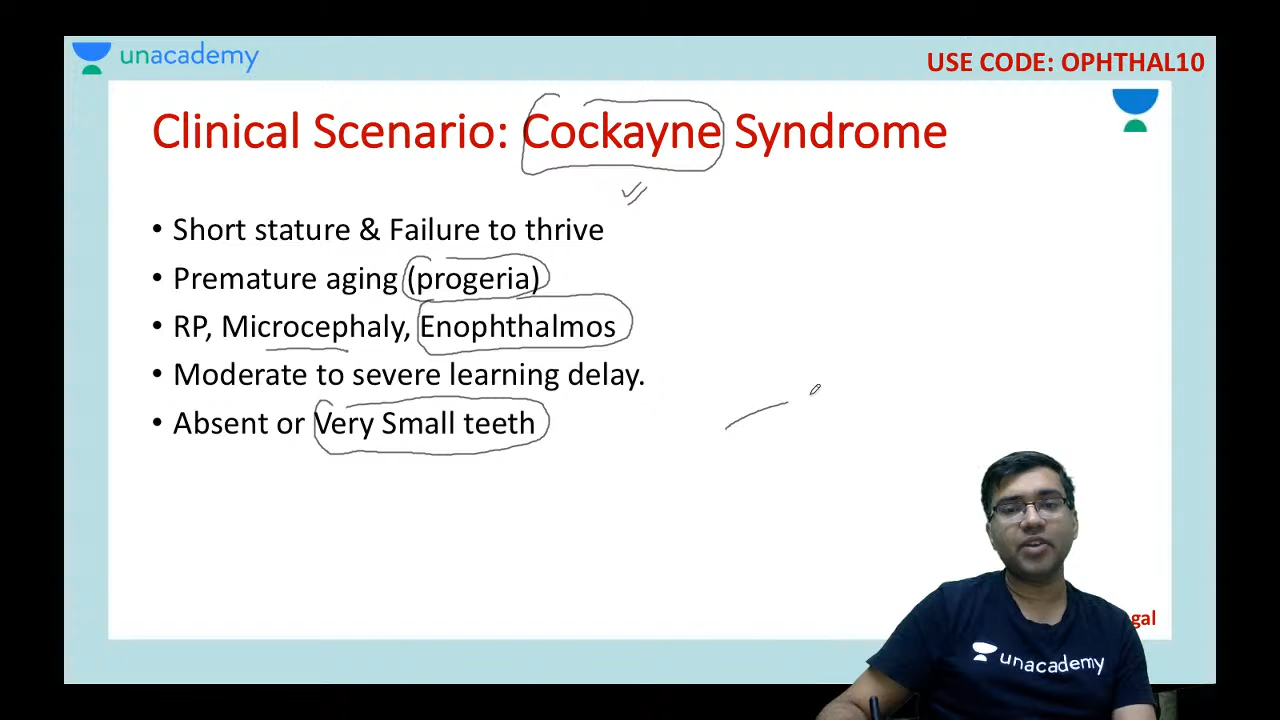 unacademy
USE CODE: OPHTHAL10
Clinical Scenario: Cockayne Syndrome
• Short stature & Failure to thrive
• Premature aging (progeria)
• RP, Microcephaly, Enophthalmos
• Moderate to severe learning delay.
• Absent or Very Small teeth
gal
unacademy